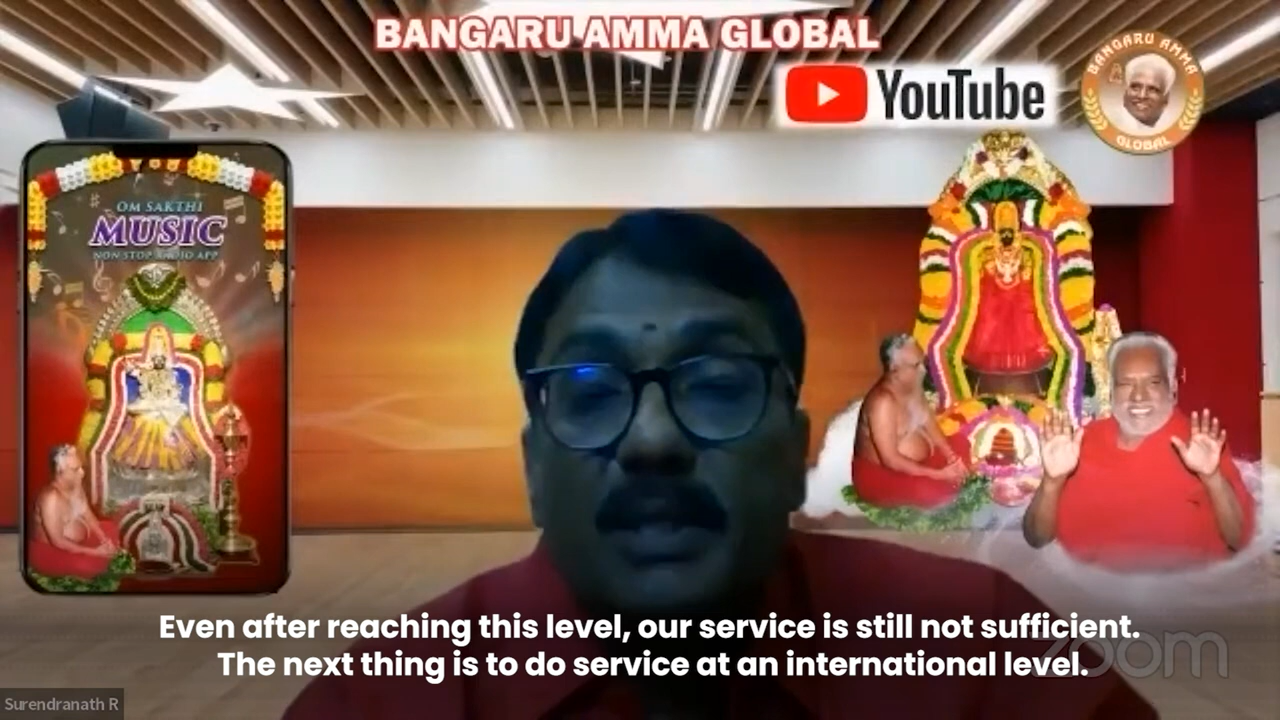 BANGARU AMMA GLOBAL
YouTube
BANGARU AMMA
GLOBAL
OM SAKTHI
MUSIC
NON STOP RADIO APP
Even after reaching this level, our service is still not sufficient.
The next thing is to do service at an international level.
zoom
Surendranath R